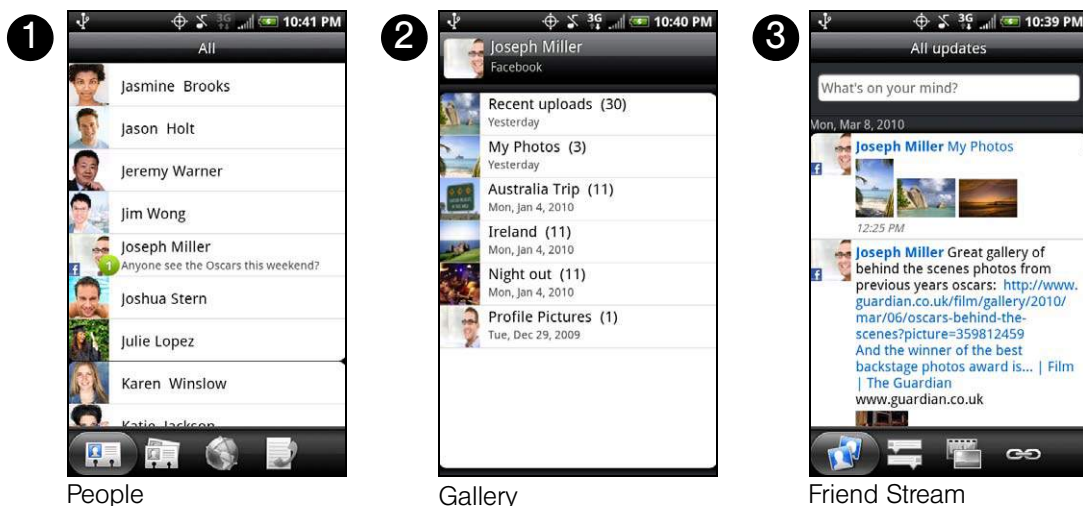 1
3G 10:41 PM
All
Jasmine Brooks
Jason Holt
Jeremy Warner
Jim Wong
Joseph Miller
1
Anyone see the Oscars this weekend?
Joshua Stern
Julie Lopez
Karen Winslow
Katie Jackson
People
2
3G 10:40 PM
Joseph Miller
Facebook
Recent uploads (30)
Yesterday
My Photos (3)
Yesterday
Australia Trip (11)
Mon, Jan 4, 2010
Ireland (11)
Mon, Jan 4, 2010
Night out (11)
Mon, Jan 4, 2010
Profile Pictures (1)
Tue, Dec 29, 2009
Gallery
3
3G 10:39 PM
All updates
What's on your mind?
Mon, Mar 8, 2010
Joseph Miller My Photos
12:25 PM
Joseph Miller Great gallery of
behind the scenes photos from
previous years oscars: http://www.
guardian.co.uk/film/gallery/2010/
mar/06/oscars-behind-the-
scenes?picture=359812459
And the winner of the best
backstage photos award is... | Film
| The Guardian
www.guardian.co.uk
Friend Stream